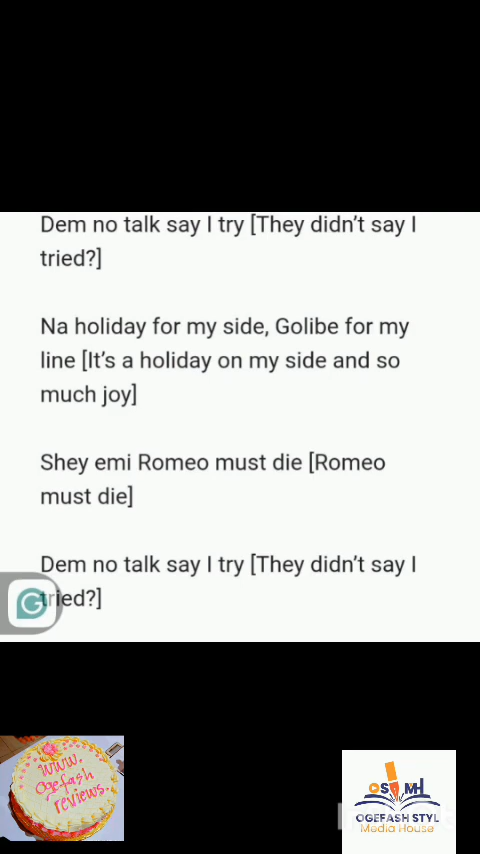 Dem no talk say I try [They didn’t say I
tried?]
Na holiday for my side, Golibe for my
line [It’s a holiday on my side and so
much joy]
Shey emi Romeo must die [Romeo
must die]
Dem no talk say I try [They didn’t say I
tried?]
www.
Ogefash
reviews.
OSMH
OGEFASH STYL
Media House